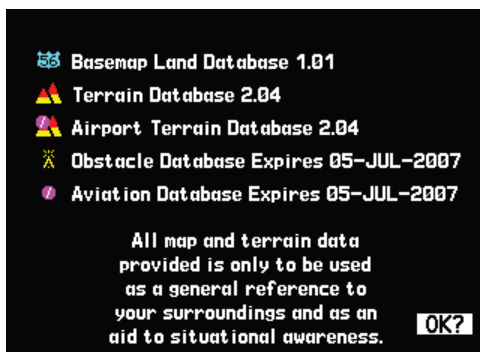 56 Basemap Land Database 1.01
Terrain Database 2.04
Airport Terrain Database 2.04
Obstacle Database Expires 05-JUL-2007
Aviation Database Expires 05-JUL-2007
All map and terrain data
provided is only to be used
as a general reference to
your surroundings and as an
aid to situational awareness.
OK?